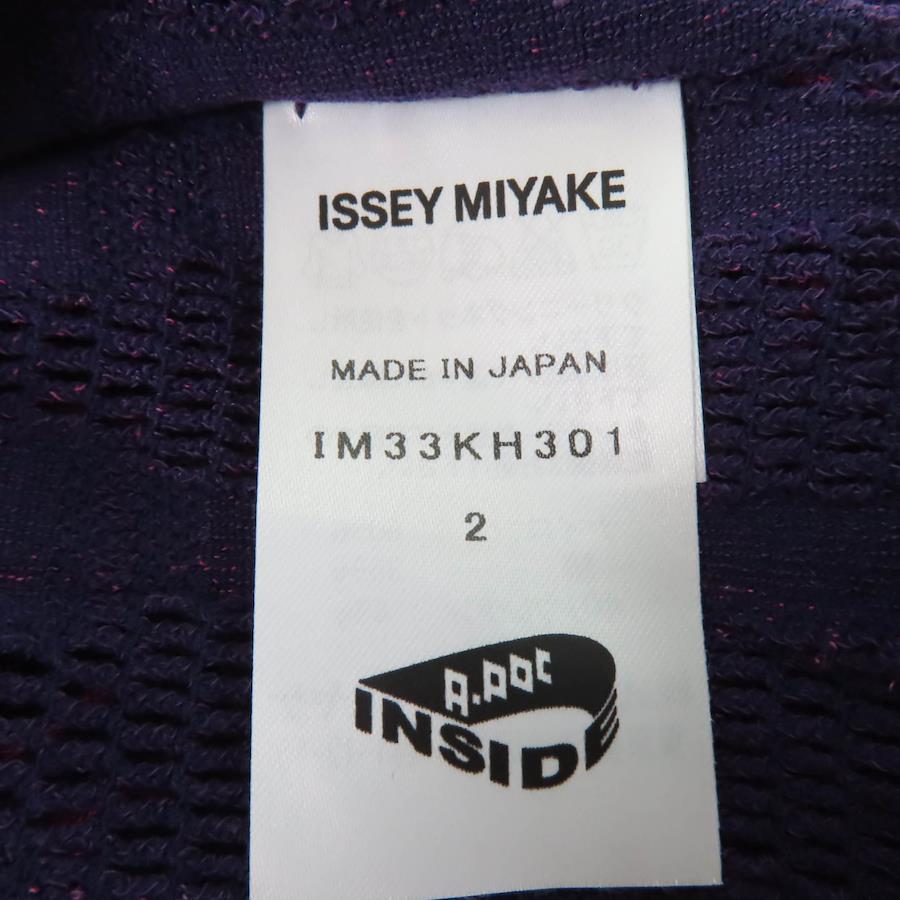 ISSEY MIYAKE
MADE IN JAPAN
IM33KH301
2
A.POC
INSIDE